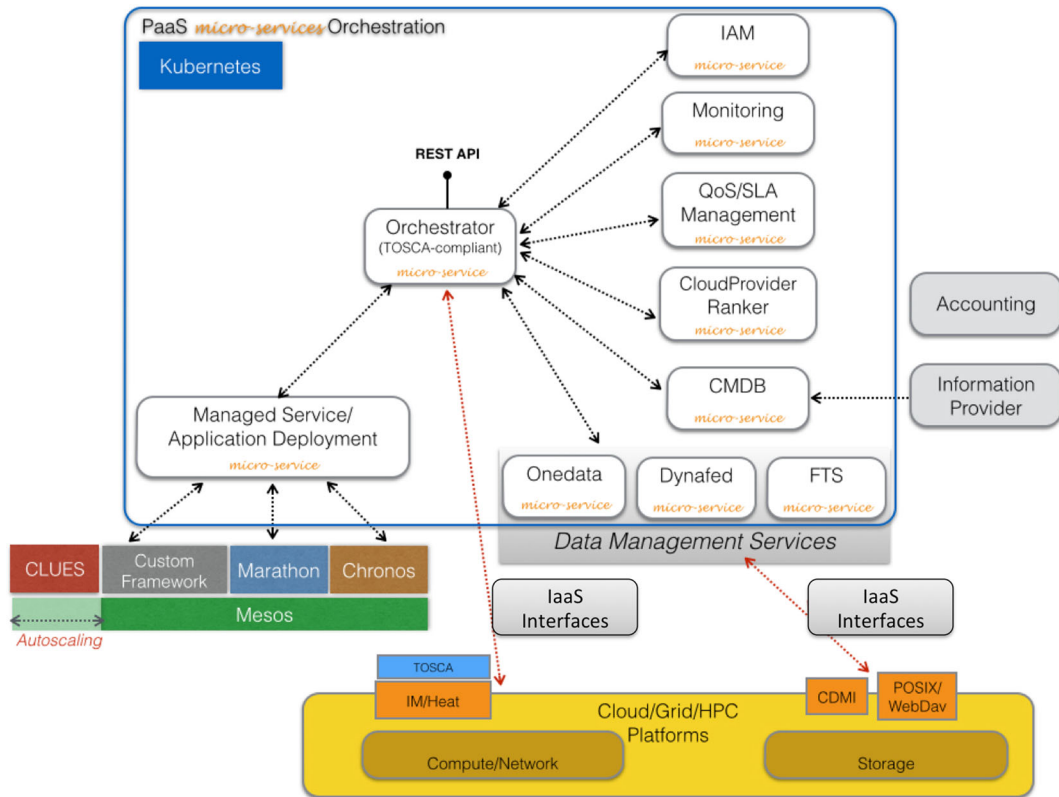 PaaS micro-services Orchestration
Kubernetes
IAM
micro-service
Monitoring
micro-service
REST API
QoS/SLA
Management
micro-service
Orchestrator
(TOSCA-compliant)
micro-service
CloudProvider
Ranker
micro-service
Accounting
CMDB
micro-service
Information
Provider
Managed Service/
Application Deployment
micro-service
Onedata
micro-service
Dynafed
micro-service
FTS
micro-service
Data Management Services
CLUES
Custom
Framework
Marathon
Chronos
Mesos
Autoscaling
IaaS
Interfaces
IaaS
Interfaces
TOSCA
IM/Heat
CDMI
POSIX/
WebDav
Cloud/Grid/HPC
Platforms
Compute/Network
Storage